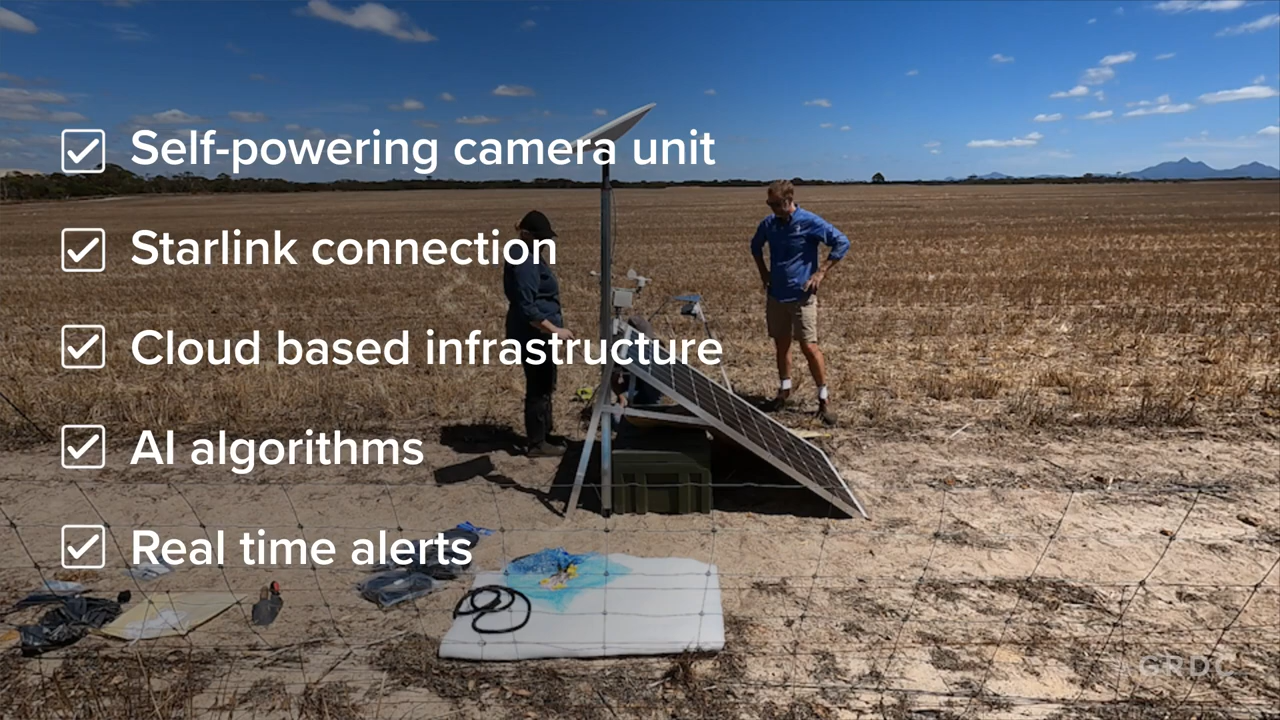 Self-powering camera unit
Starlink connection
Cloud based infrastructure
AI algorithms
Real time alerts
GRDC